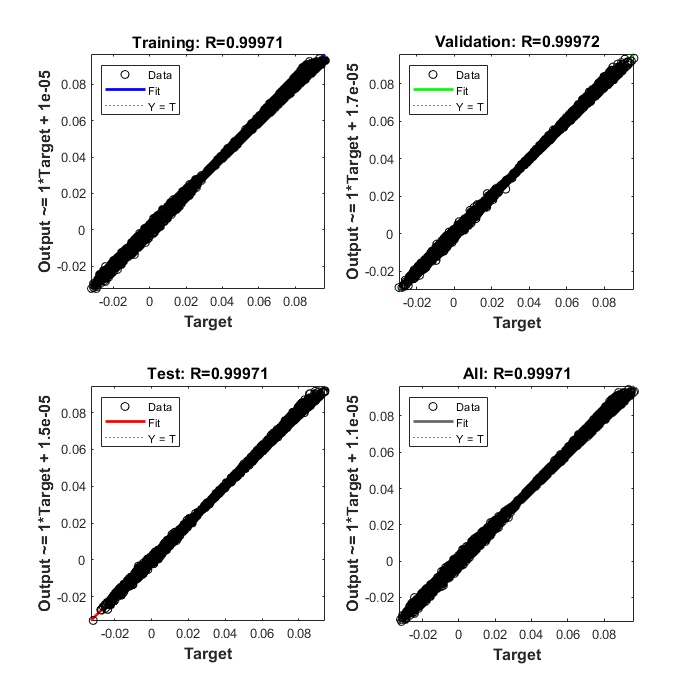 Training: R=0.99971
Output ~= 1*Target + 1e-05
0.08
0.06
0.04
0.02
0
-0.02
Data
Fit
Y = T
-0.02 0 0.02 0.04 0.06 0.08
Target
Validation: R=0.99972
Output ~= 1*Target + 1.7e-05
0.08
0.06
0.04
0.02
0
-0.02
Data
Fit
Y = T
-0.02 0 0.02 0.04 0.06 0.08
Target
Test: R=0.99971
Output ~= 1*Target + 1.5e-05
0.08
0.06
0.04
0.02
0
-0.02
Data
Fit
Y = T
-0.02 0 0.02 0.04 0.06 0.08
Target
All: R=0.99971
Output ~= 1*Target + 1.1e-05
0.08
0.06
0.04
0.02
0
-0.02
Data
Fit
Y = T
-0.02 0 0.02 0.04 0.06 0.08
Target